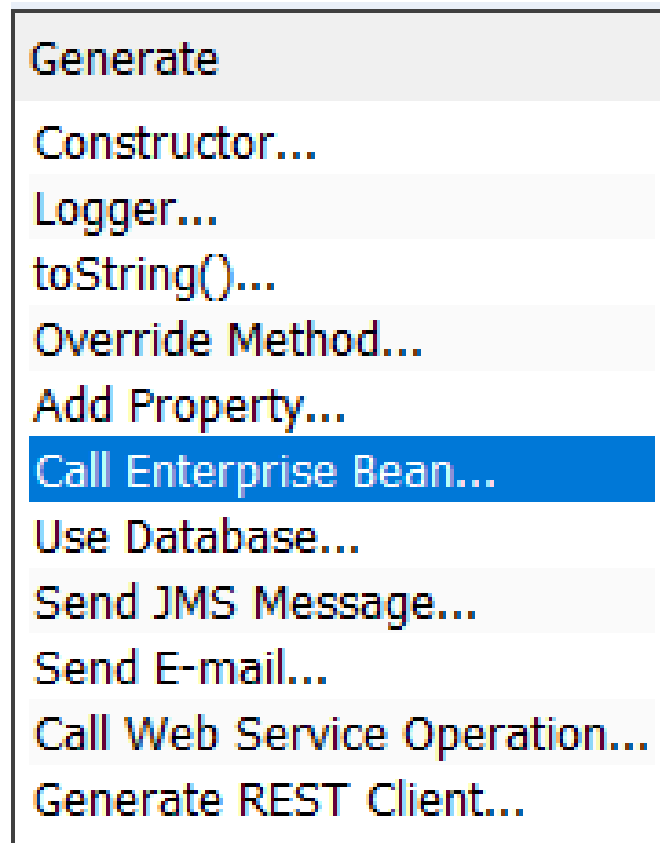 Generate
Constructor...
Logger...
toString()...
Override Method...
Add Property...
Call Enterprise Bean...
Use Database...
Send JMS Message...
Send E-mail...
Call Web Service Operation...
Generate REST Client...